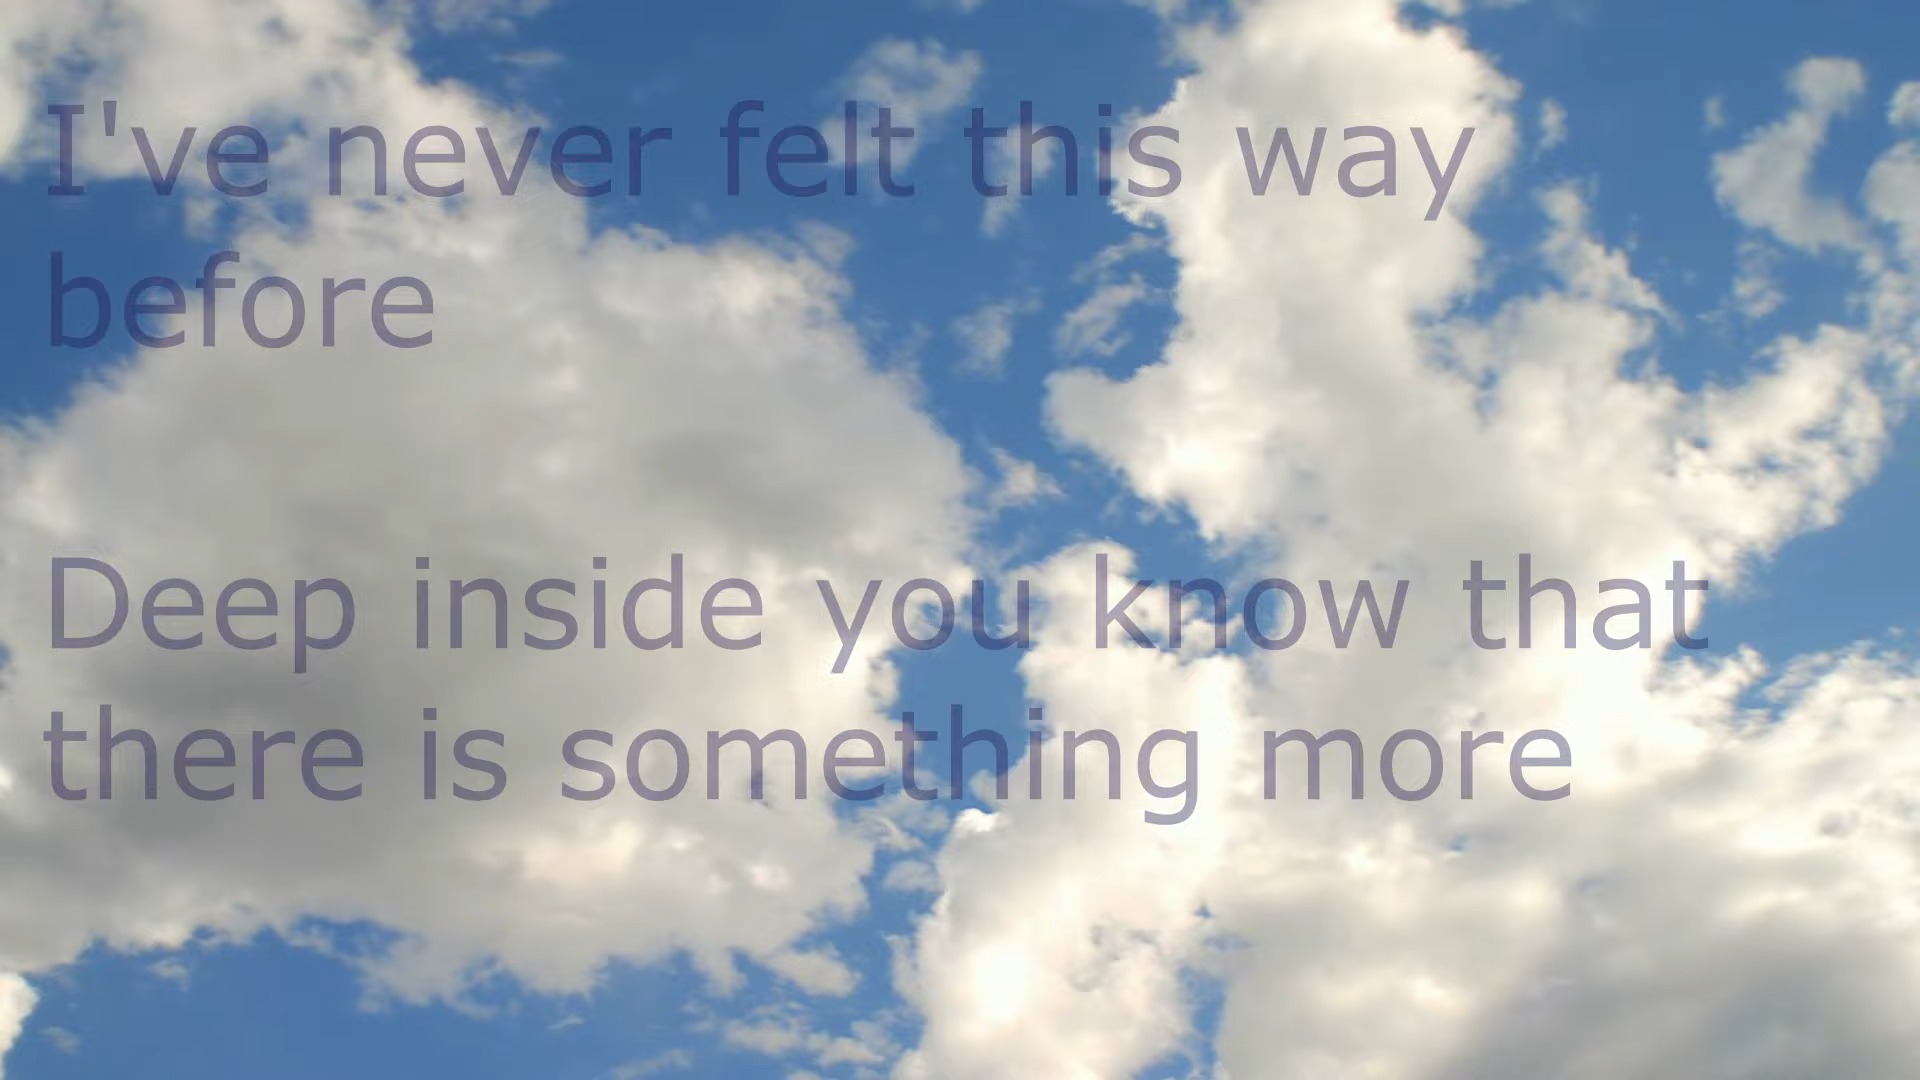 I've never felt this way
before
Deep inside you know that
there is something more